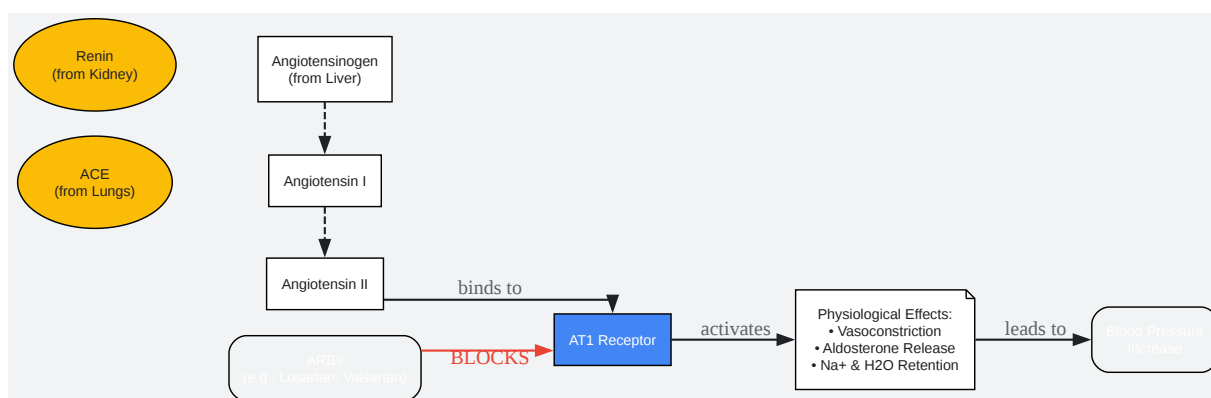 Renin
(from Kidney)
Angiotensinogen
(from Liver)
ACE
(from Lungs)
Angiotensin I
Angiotensin II
binds to
ARBs
(e.g., Losartan, Valsartan)
BLOCKS
AT1 Receptor
activates
Physiological Effects:
• Vasoconstriction
• Aldosterone Release
• Na+ & H2O Retention
leads to
Blood Pressure
Increase